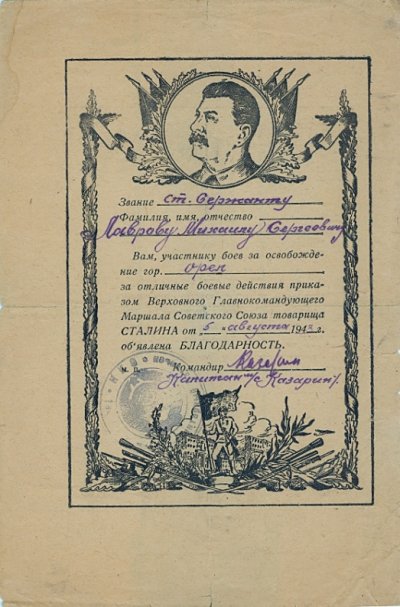 Звание ст. Сержанту
Фамилия, имя, отчество
Лаврову Михаилу Сергеевичу
Вам, участнику боев за освобожде-
ние гор. Орел
за отличные боевые действия прика-
зом Верховного Главнокомандующего
Маршала Советского Союза товарища
СТАЛИНА от 5 „августа 1943 г.
об'явлена БЛАГОДАРНОСТЬ.
М. П. Командир
Капитан Казарин